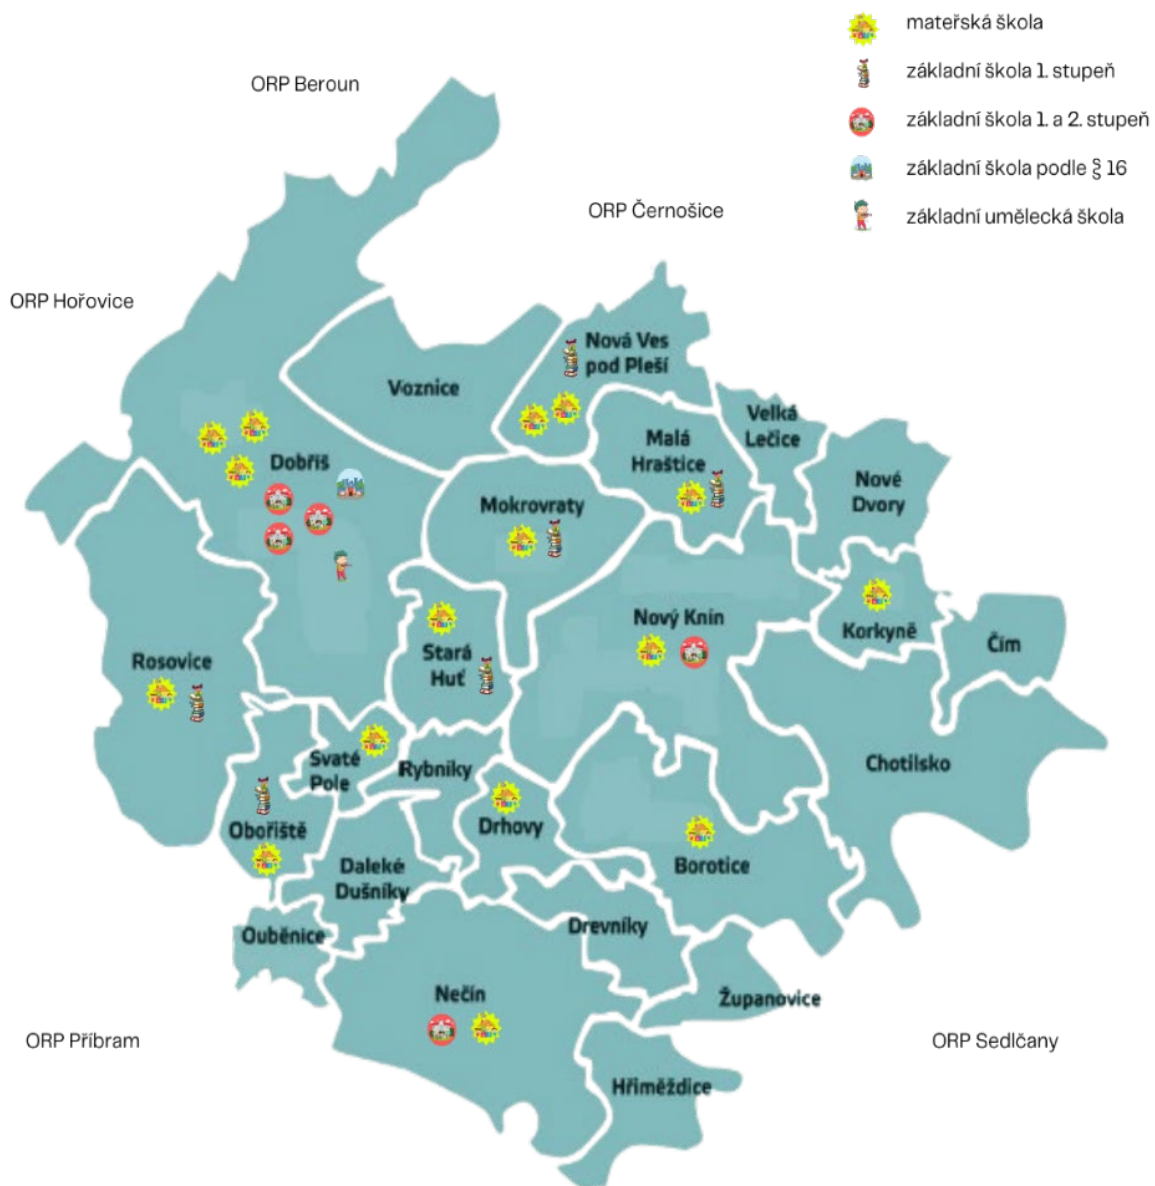 mateřská škola
základní škola 1. stupeň
základní škola 1. a 2. stupeň
základní škola podle § 16
základní umělecká škola
ORP Beroun
ORP Černošice
ORP Hořovice
Nová Ves
pod Pleší
Voznice
Velká
Lečice
Malá
Hraštice
Dobříš
Nové
Dvory
Mokrovraty
Nový Knín
Korkyně
Čím
Stará
Huť
Rosovice
Svaté
Pole
Rybníky
Chotilsko
Obořiště
Drhovy
Borotice
Daleké
Dušníky
Drevníky
Ouběnice
Nečín
Županovice
ORP Příbram
ORP Sedlčany
Hřiměždice